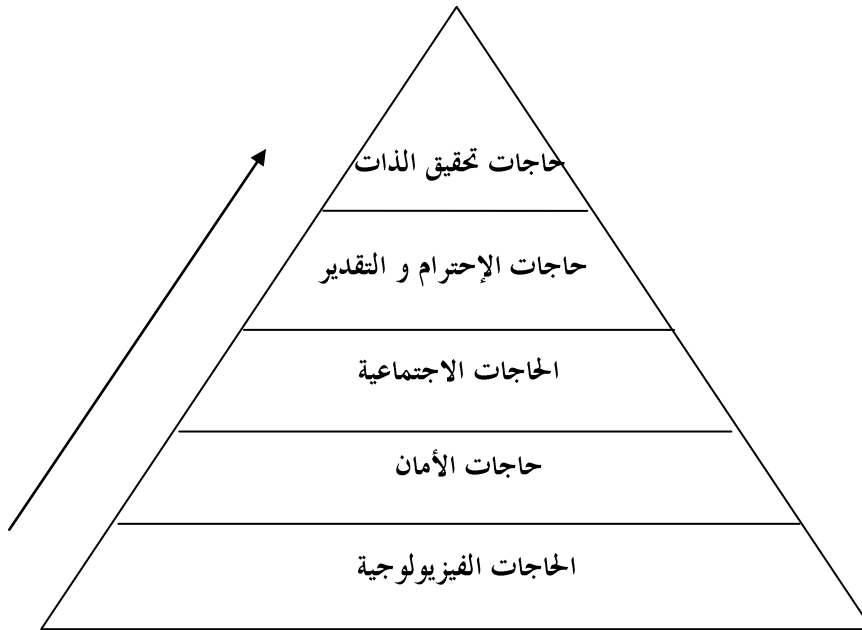 حاجات تحقيق الذات
حاجات الإحترام و التقدير
الحاجات الاجتماعية
حاجات الأمان
الحاجات الفيزيولوجية